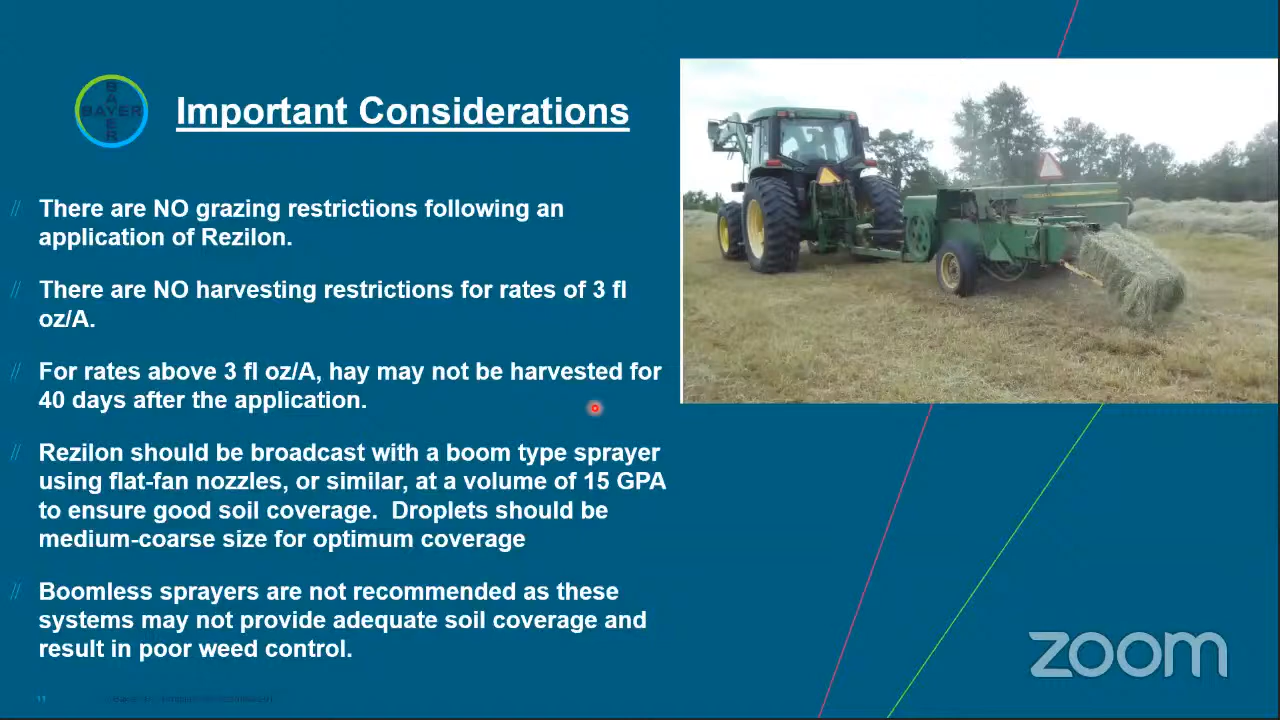 BAYER
BAYER
Important Considerations
// There are NO grazing restrictions following an
application of Rezilon.
// There are NO harvesting restrictions for rates of 3 fl
oz/A.
// For rates above 3 fl oz/A, hay may not be harvested for
40 days after the application.
// Rezilon should be broadcast with a boom type sprayer
using flat-fan nozzles, or similar, at a volume of 15 GPA
to ensure good soil coverage.  Droplets should be
medium-coarse size for optimum coverage
// Boomless sprayers are not recommended as these
systems may not provide adequate soil coverage and
result in poor weed control.
zoom
11